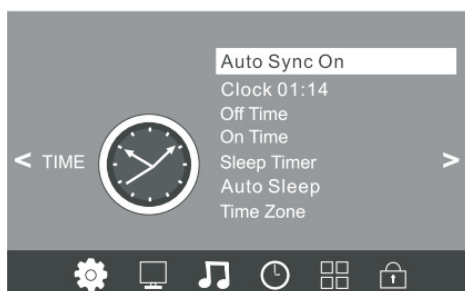 Auto Sync On
Clock 01:14
Off Time
On Time
< TIME
Sleep Timer
>
Auto Sleep
Time Zone